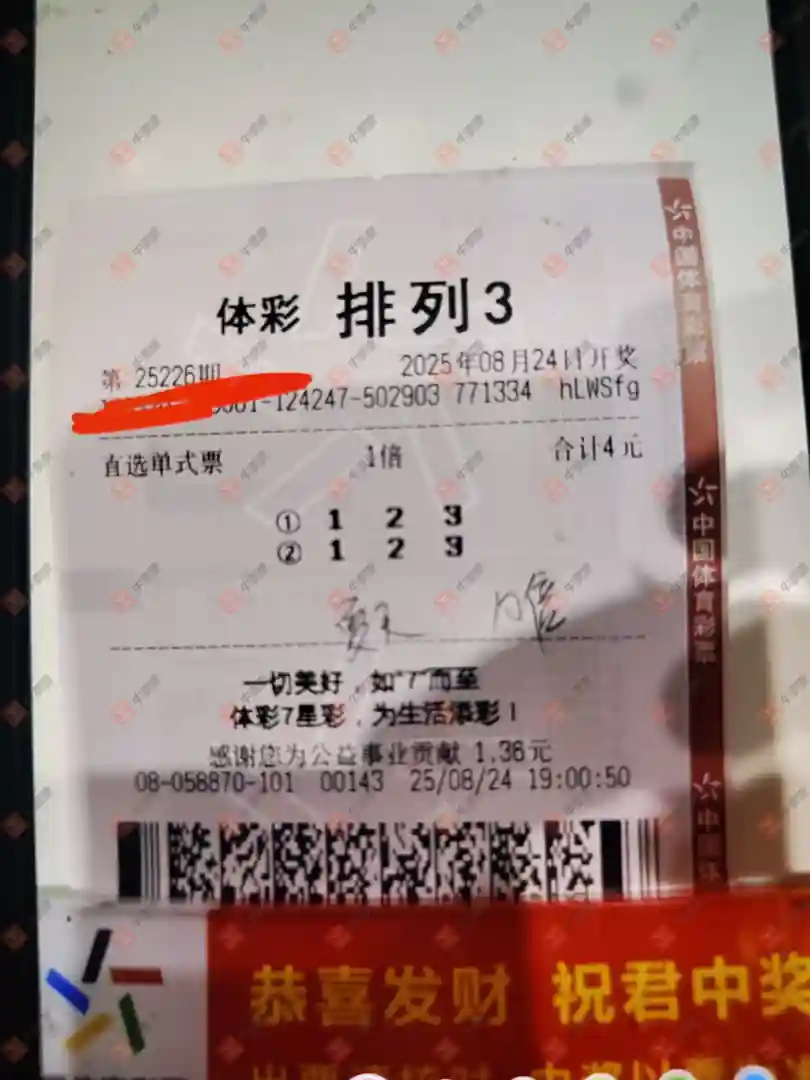 体彩 排列3
第 25226期 2025年08月24日开奖
-124247-502903 771334 hLWSfg
直选单式票 1倍 合计4元
① 1 2 3
② 1 2 3
一切美好，如"7"而至
体彩7星彩，为生活添彩！
感谢您为公益事业贡献 1.36元
08-058870-101 00143 25/08/24 19:00:50
中国体育彩票
中国体育彩票
中国体
恭喜发财 祝君中奖